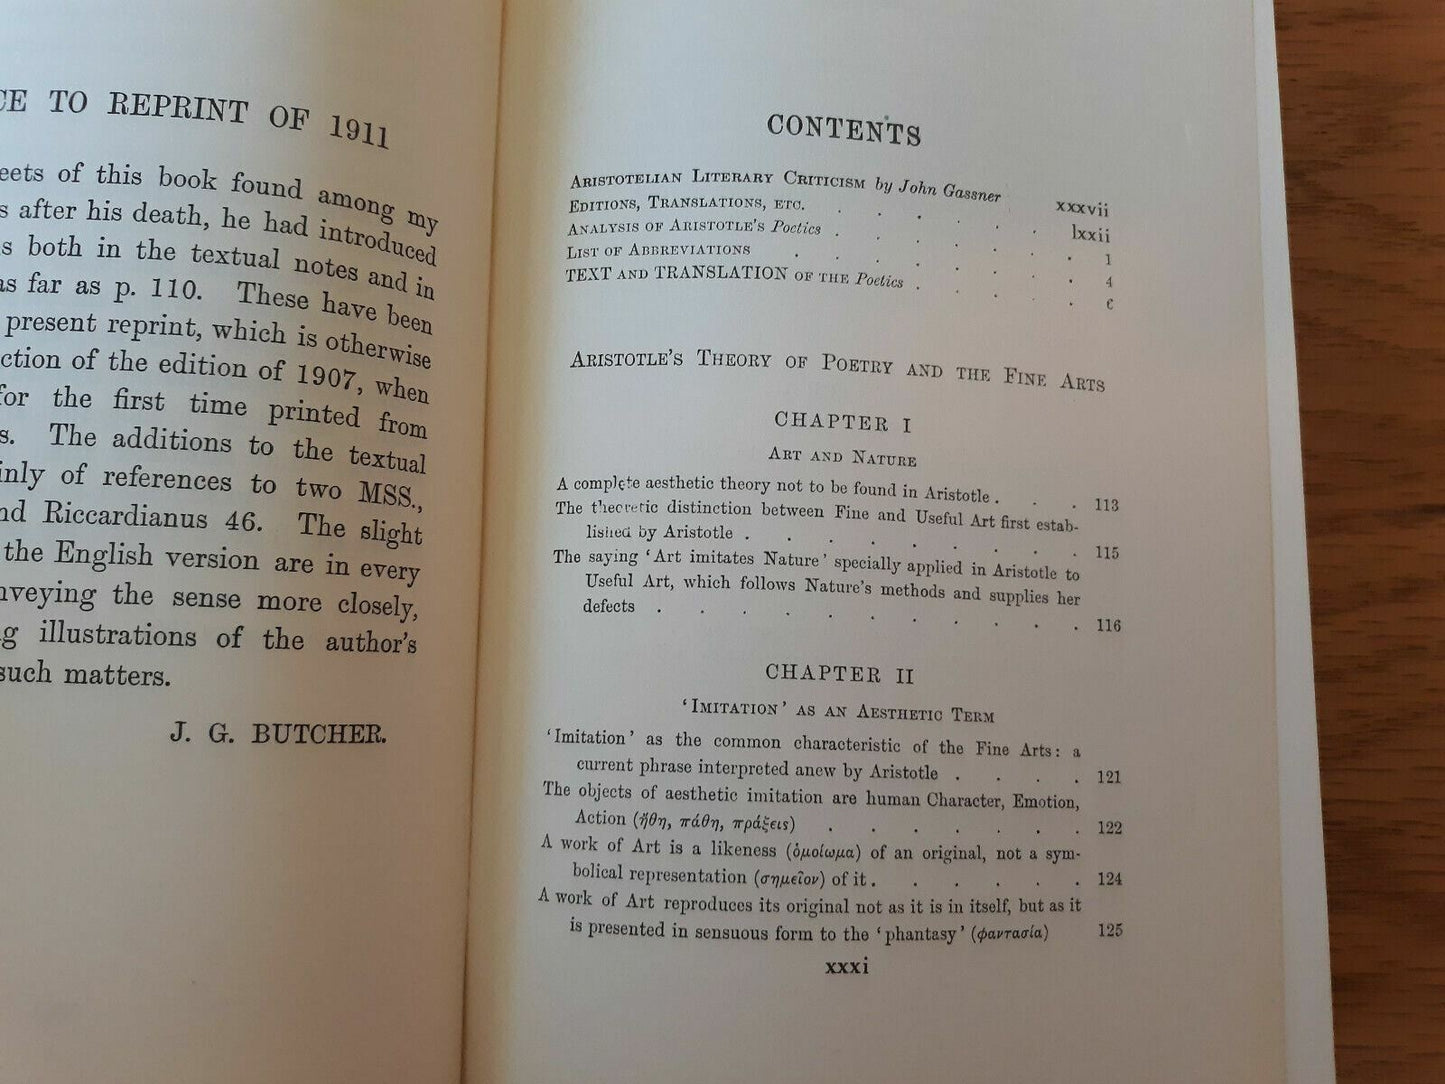 CE TO REPRINT OF 1911
eets of this book found among my
s after his death, he had introduced
s both in the textual notes and in
as far as p. 110. These have been
present reprint, which is otherwise
ction of the edition of 1907, when
for the first time printed from
s. The additions to the textual
inly of references to two MSS.,
nd Riccardianus 46. The slight
the English version are in every
nveying the sense more closely,
g illustrations of the author's
such matters.
J. G. BUTCHER.
CONTENTS
ARISTOTELIAN LITERARY CRITICISM by John Gassner xxxvii
EDITIONS, TRANSLATIONS, ETC. . . . . . . lxxii
ANALYSIS OF ARISTOTLE'S Poetics . . . . . . 1
LIST OF ABBREVIATIONS . . . . . . . 4
TEXT AND TRANSLATION OF THE Poetics . . . . .
ARISTOTLE'S THEORY OF POETRY AND THE FINE ARTS
CHAPTER I
ART AND NATURE
A complete aesthetic theory not to be found in Aristotle . . . 113
The theoretic distinction between Fine and Useful Art first estab-
lished by Aristotle . . . . . . . . . 115
The saying ‘Art imitates Nature’ specially applied in Aristotle to
Useful Art, which follows Nature's methods and supplies her
defects . . . . . . . . . . . 116
CHAPTER II
‘IMITATION’ AS AN AESTHETIC TERM
‘Imitation’ as the common characteristic of the Fine Arts: a
current phrase interpreted anew by Aristotle . . . . 121
The objects of aesthetic imitation are human Character, Emotion,
Action (ἤθη, πάθη, πράξεις) . . . . . . . 122
A work of Art is a likeness (ὁμοίωμα) of an original, not a sym-
bolical representation (σημεῖον) of it . . . . . . 124
A work of Art reproduces its original not as it is in itself, but as it
is presented in sensuous form to the ‘phantasy’ (φαντασία) 125
xxxi